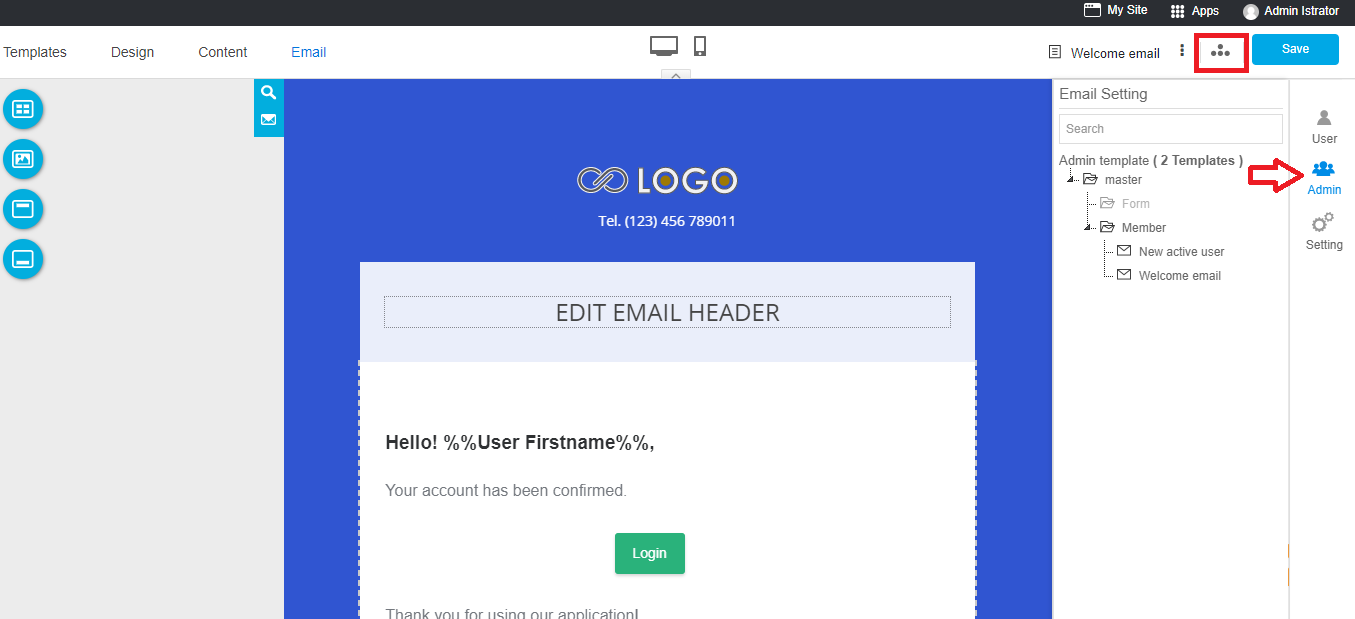 My Site
Apps
Admin Istrator
Templates
Design
Content
Email
Welcome email
Save
Email Setting
Search
Admin template ( 2 Templates )
master
Form
Member
New active user
Welcome email
User
Admin
Setting
LOGO
Tel. (123) 456 789011
EDIT EMAIL HEADER
Hello! %%User Firstname%%,
Your account has been confirmed.
Login
Thank you for using our application!